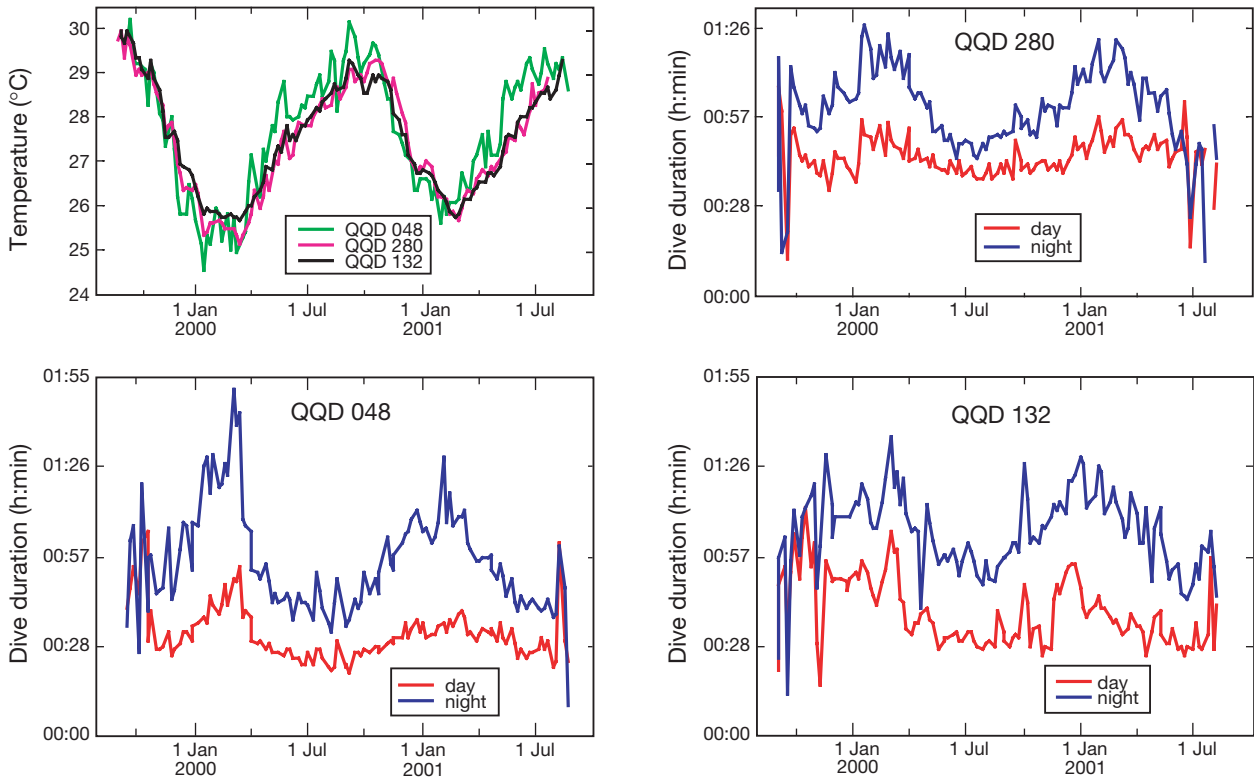 Temperature (°C)
30
29
28
27
26
25
24
QQD 048
QQD 280
QQD 132
1 Jan
2000
1 Jul
1 Jan
2001
1 Jul
Dive duration (h:min)
01:26
00:57
00:28
00:00
QQD 280
day
night
1 Jan
2000
1 Jul
1 Jan
2001
1 Jul
Dive duration (h:min)
01:55
01:26
00:57
00:28
00:00
QQD 048
day
night
1 Jan
2000
1 Jul
1 Jan
2001
1 Jul
Dive duration (h:min)
01:55
01:26
00:57
00:28
00:00
QQD 132
day
night
1 Jan
2000
1 Jul
1 Jan
2001
1 Jul